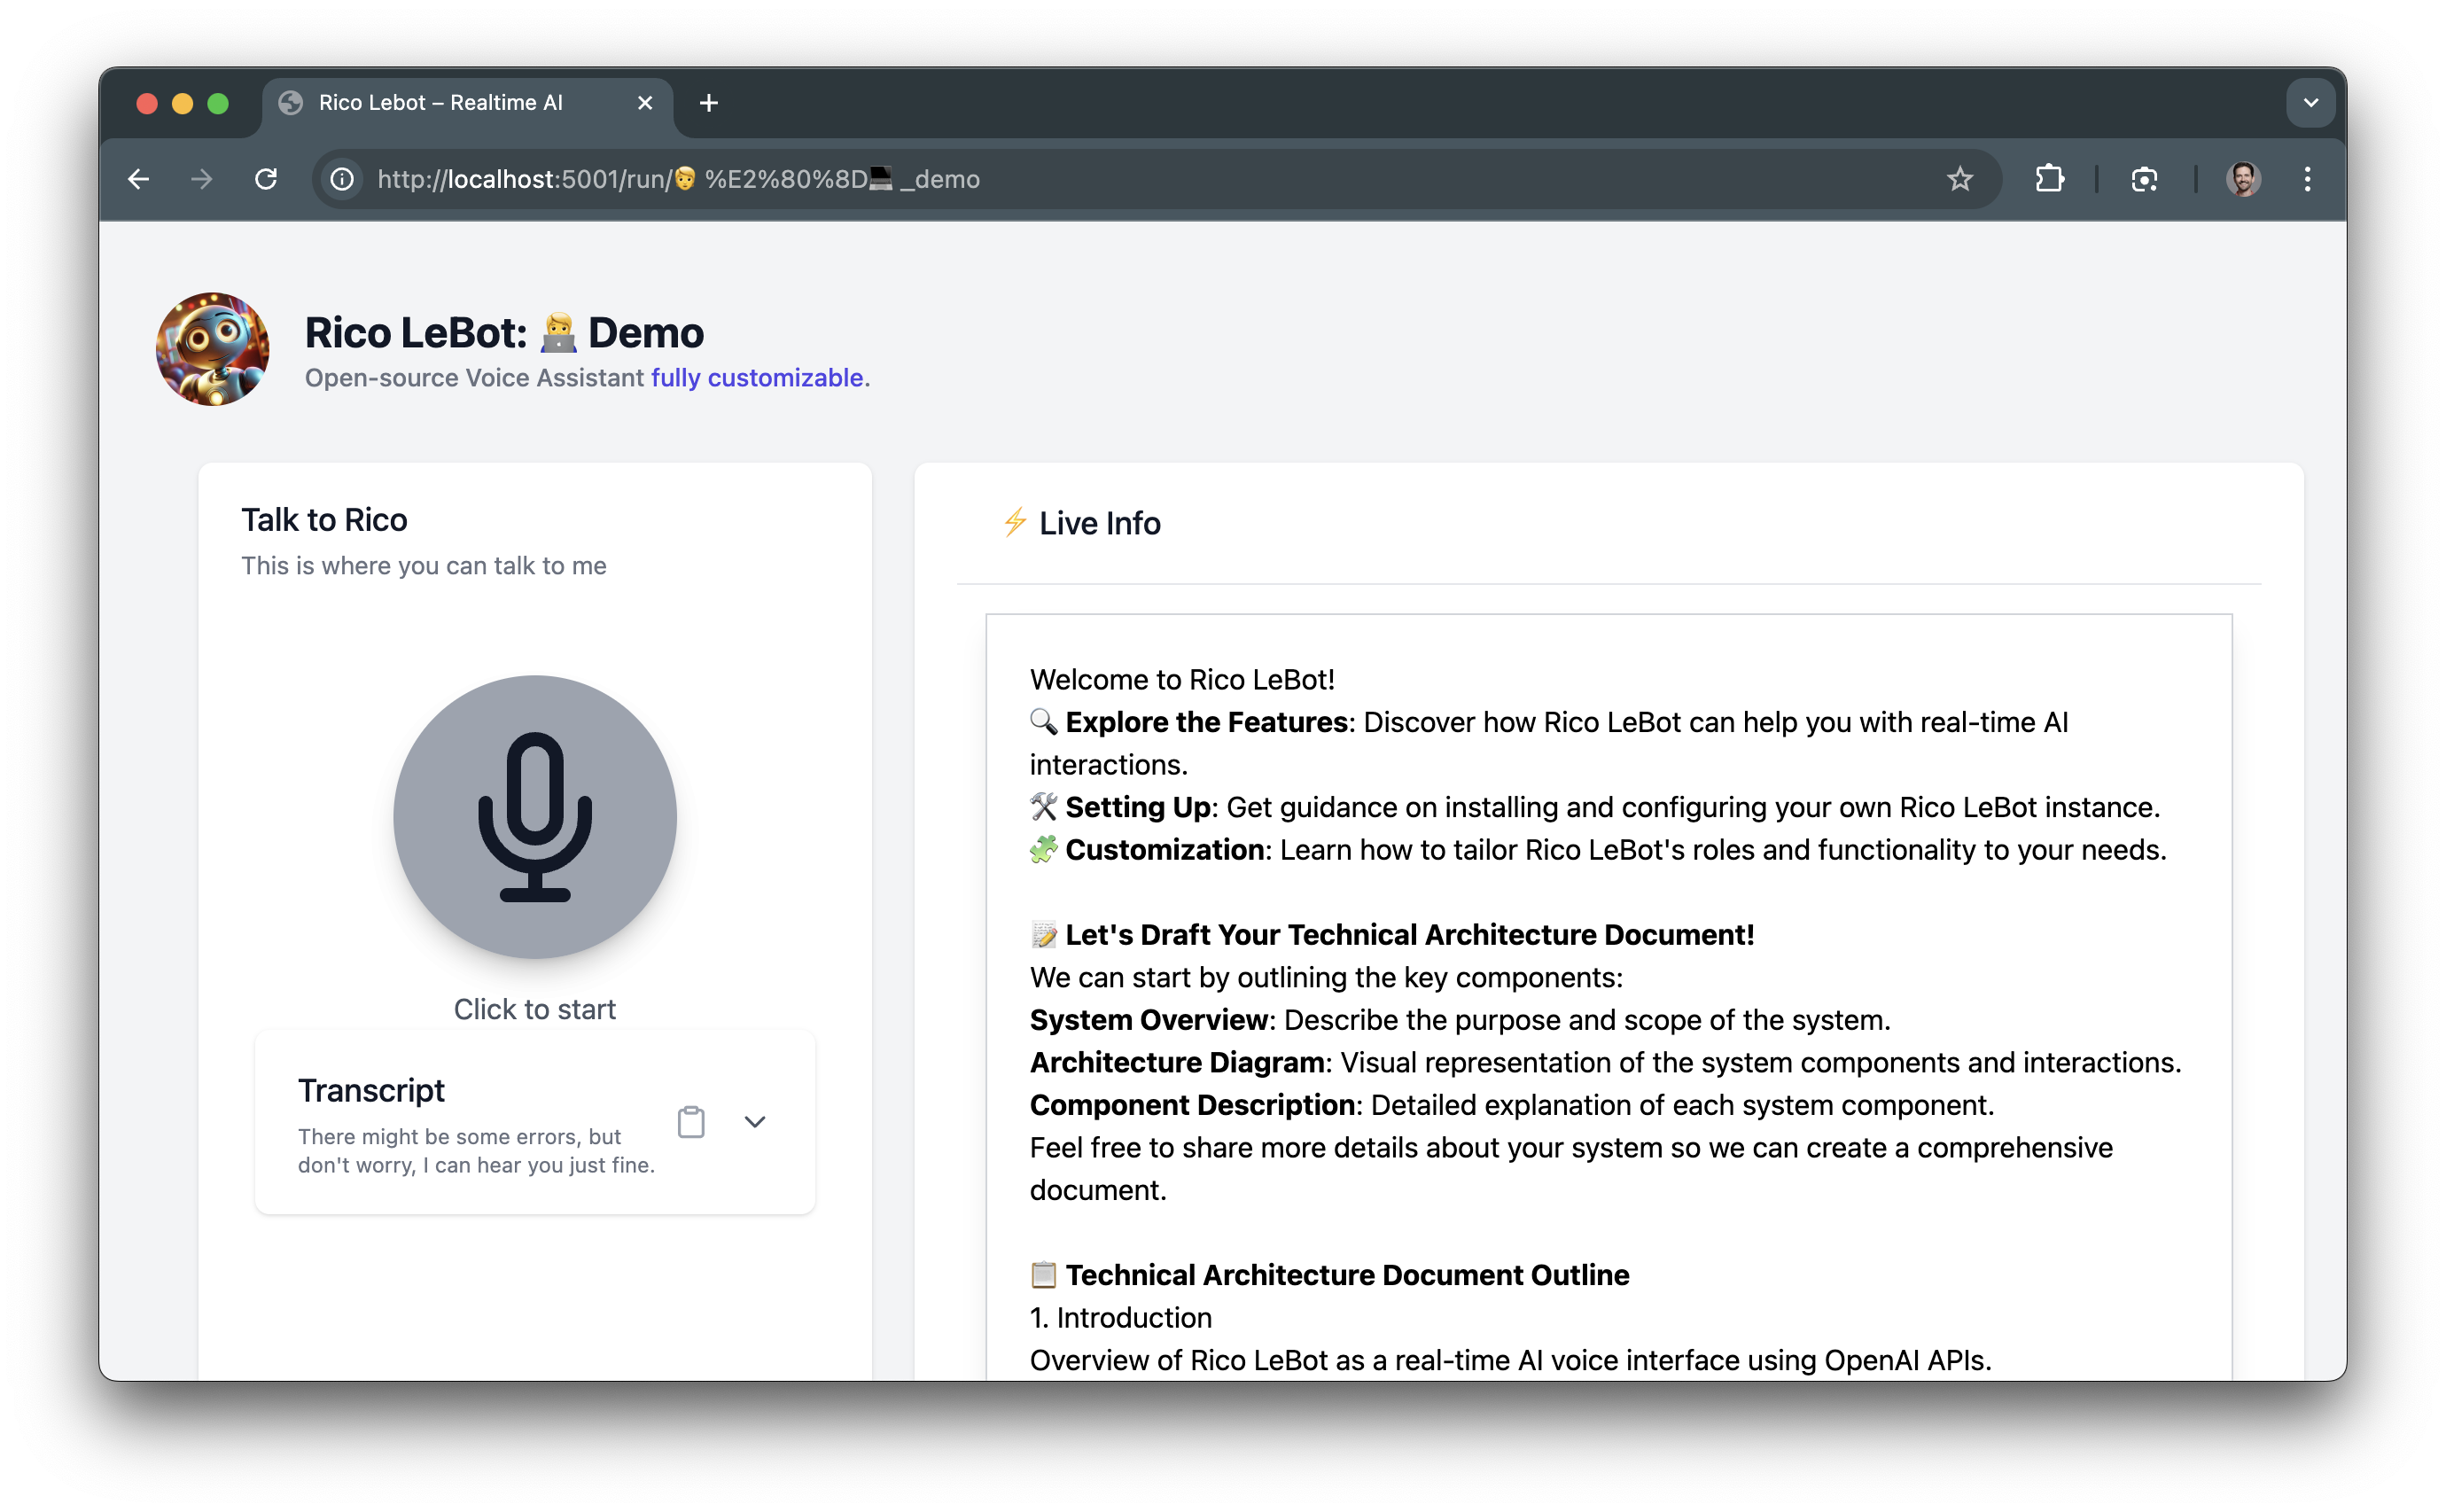 Rico Lebot – Realtime AI
http://localhost:5001/run/🧑 %E2%80%8D💻 _demo
Rico LeBot: 🧑‍💻 Demo
Open-source Voice Assistant fully customizable.
Talk to Rico
This is where you can talk to me
Click to start
Transcript
There might be some errors, but
don't worry, I can hear you just fine.
⚡ Live Info
Welcome to Rico LeBot!
🔍 Explore the Features: Discover how Rico LeBot can help you with real-time AI
interactions.
🛠️ Setting Up: Get guidance on installing and configuring your own Rico LeBot instance.
🧩 Customization: Learn how to tailor Rico LeBot's roles and functionality to your needs.
📝 Let's Draft Your Technical Architecture Document!
We can start by outlining the key components:
System Overview: Describe the purpose and scope of the system.
Architecture Diagram: Visual representation of the system components and interactions.
Component Description: Detailed explanation of each system component.
Feel free to share more details about your system so we can create a comprehensive
document.
📋 Technical Architecture Document Outline
1. Introduction
Overview of Rico LeBot as a real-time AI voice interface using OpenAI APIs.